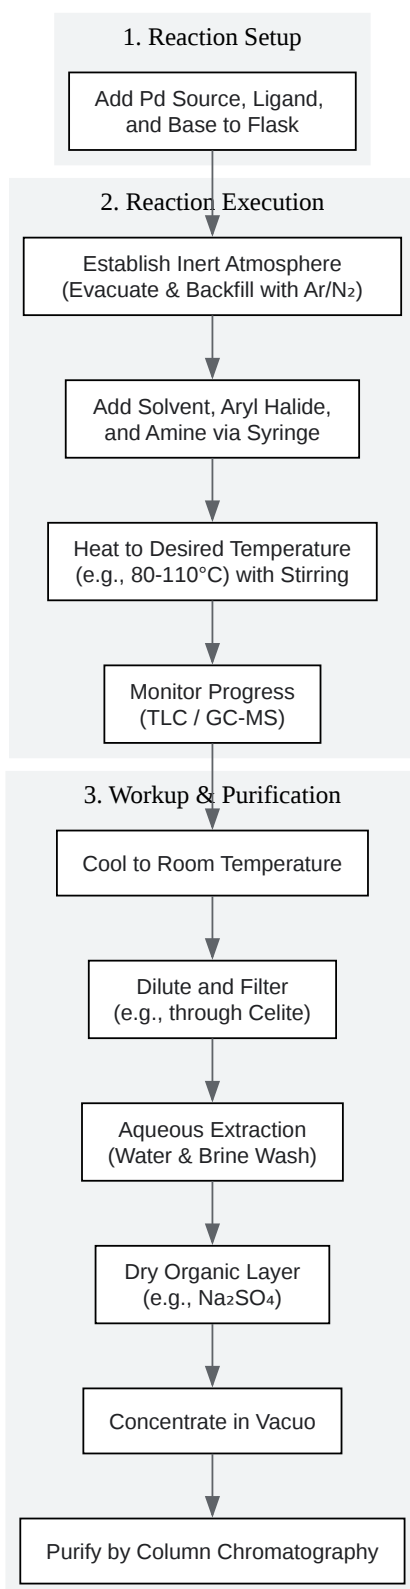 1. Reaction Setup
Add Pd Source, Ligand,
and Base to Flask
2. Reaction Execution
Establish Inert Atmosphere
(Evacuate & Backfill with Ar/N₂)
Add Solvent, Aryl Halide,
and Amine via Syringe
Heat to Desired Temperature
(e.g., 80-110°C) with Stirring
Monitor Progress
(TLC / GC-MS)
3. Workup & Purification
Cool to Room Temperature
Dilute and Filter
(e.g., through Celite)
Aqueous Extraction
(Water & Brine Wash)
Dry Organic Layer
(e.g., Na₂SO₄)
Concentrate in Vacuo
Purify by Column Chromatography